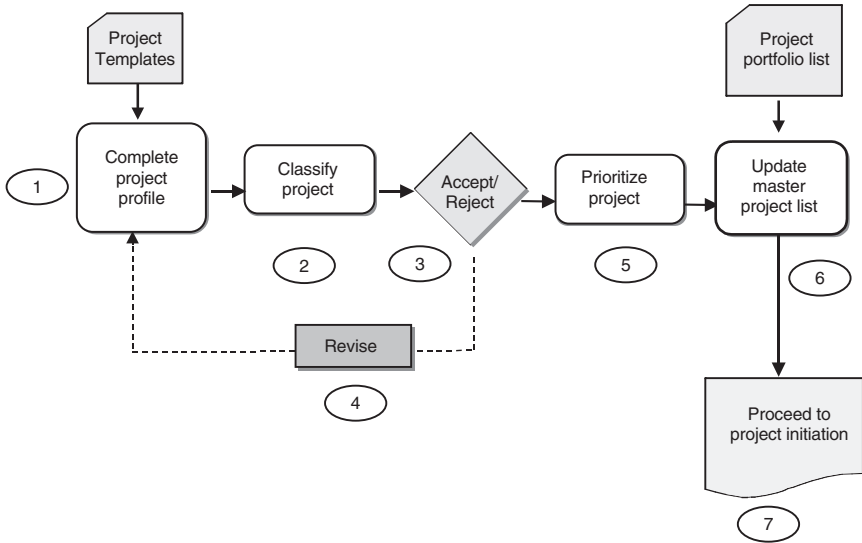 Project
Templates
Project
portfolio list
Complete
project
profile
Classify
project
Accept/
Reject
Prioritize
project
Update
master
project list
1
2
3
5
6
Revise
4
Proceed to
project initiation
7